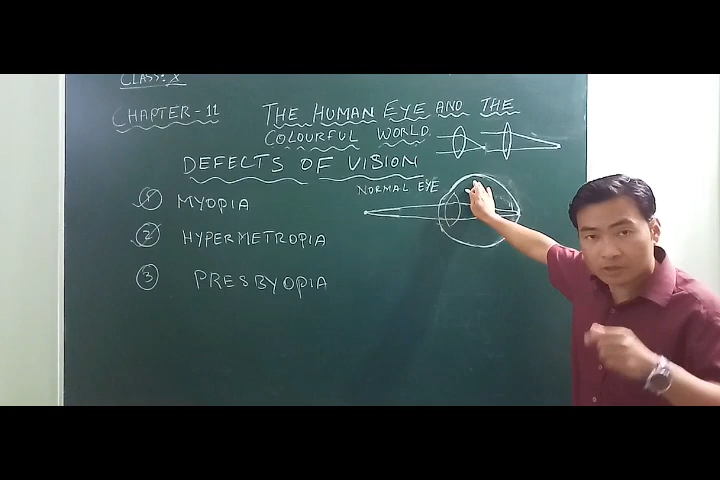 CLASS: X
CHAPTER-11 THE HUMAN EYE AND THE
COLOURFUL WORLD
DEFECTS OF VISION
NORMAL EYE
① MYOPIA
② HYPERMETROPIA
③ PRESBYOPIA